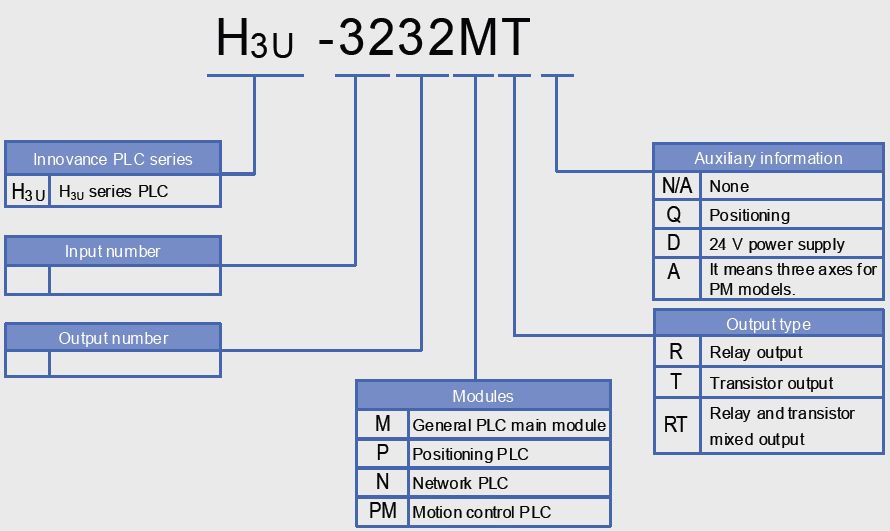 H3U -3232MT
Innovance PLC series
H3U H3U series PLC
Input number
Output number
Modules
M General PLC main module
P Positioning PLC
N Network PLC
PM Motion control PLC
Auxiliary information
N/A None
Q Positioning
D 24 V power supply
A It means three axes for
PM models.
Output type
R Relay output
T Transistor output
RT Relay and transistor
mixed output